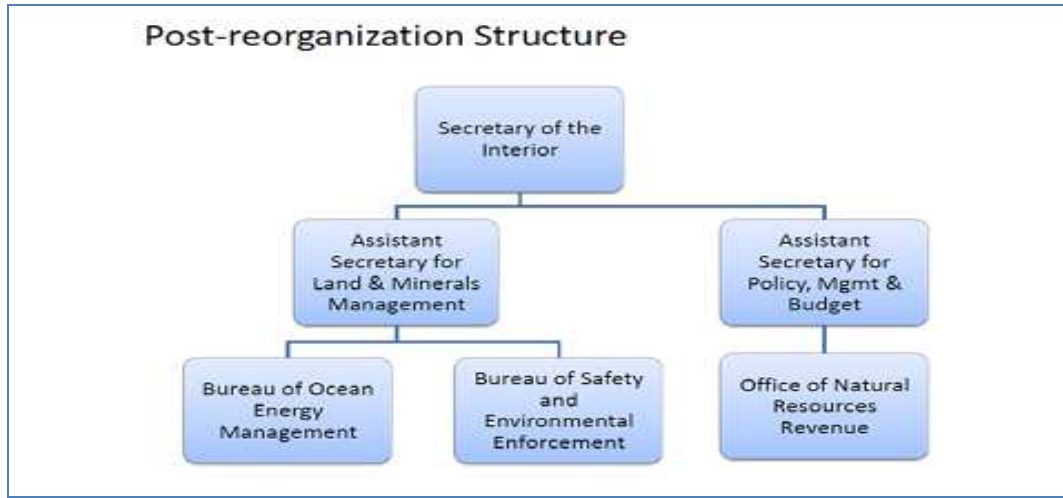 Post-reorganization Structure
Secretary of the
Interior
Assistant
Secretary for
Land & Minerals
Management
Assistant
Secretary for
Policy, Mgmt &
Budget
Bureau of Ocean
Energy
Management
Bureau of Safety
and
Environmental
Enforcement
Office of Natural
Resources
Revenue